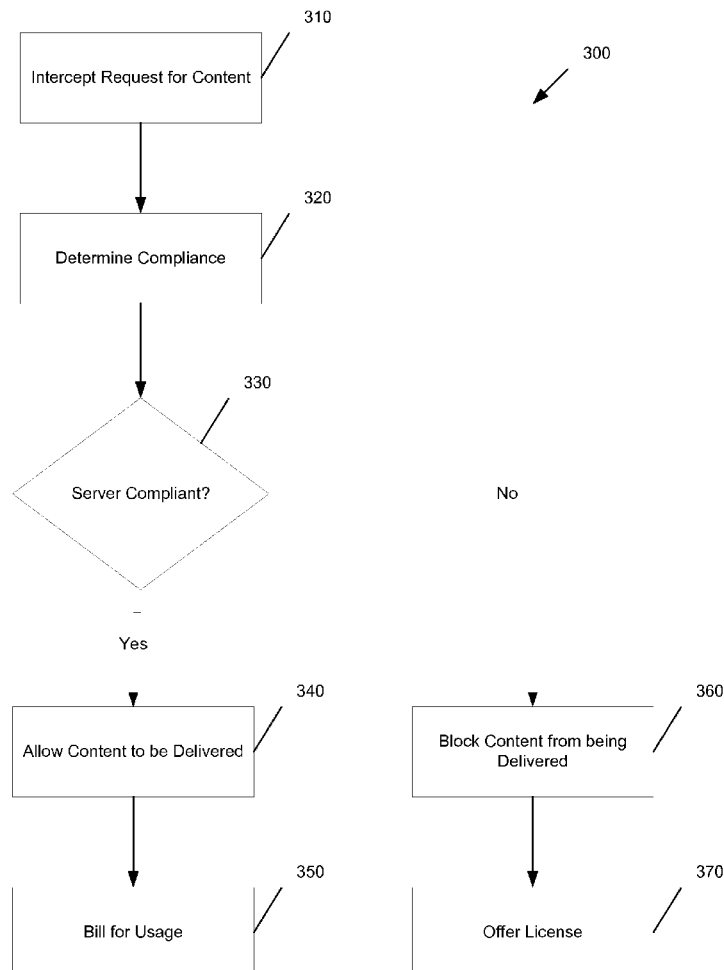 310
Intercept Request for Content
300
320
Determine Compliance
330
Server Compliant?
No
Yes
340
Allow Content to be Delivered
360
Block Content from being
Delivered
350
Bill for Usage
370
Offer License